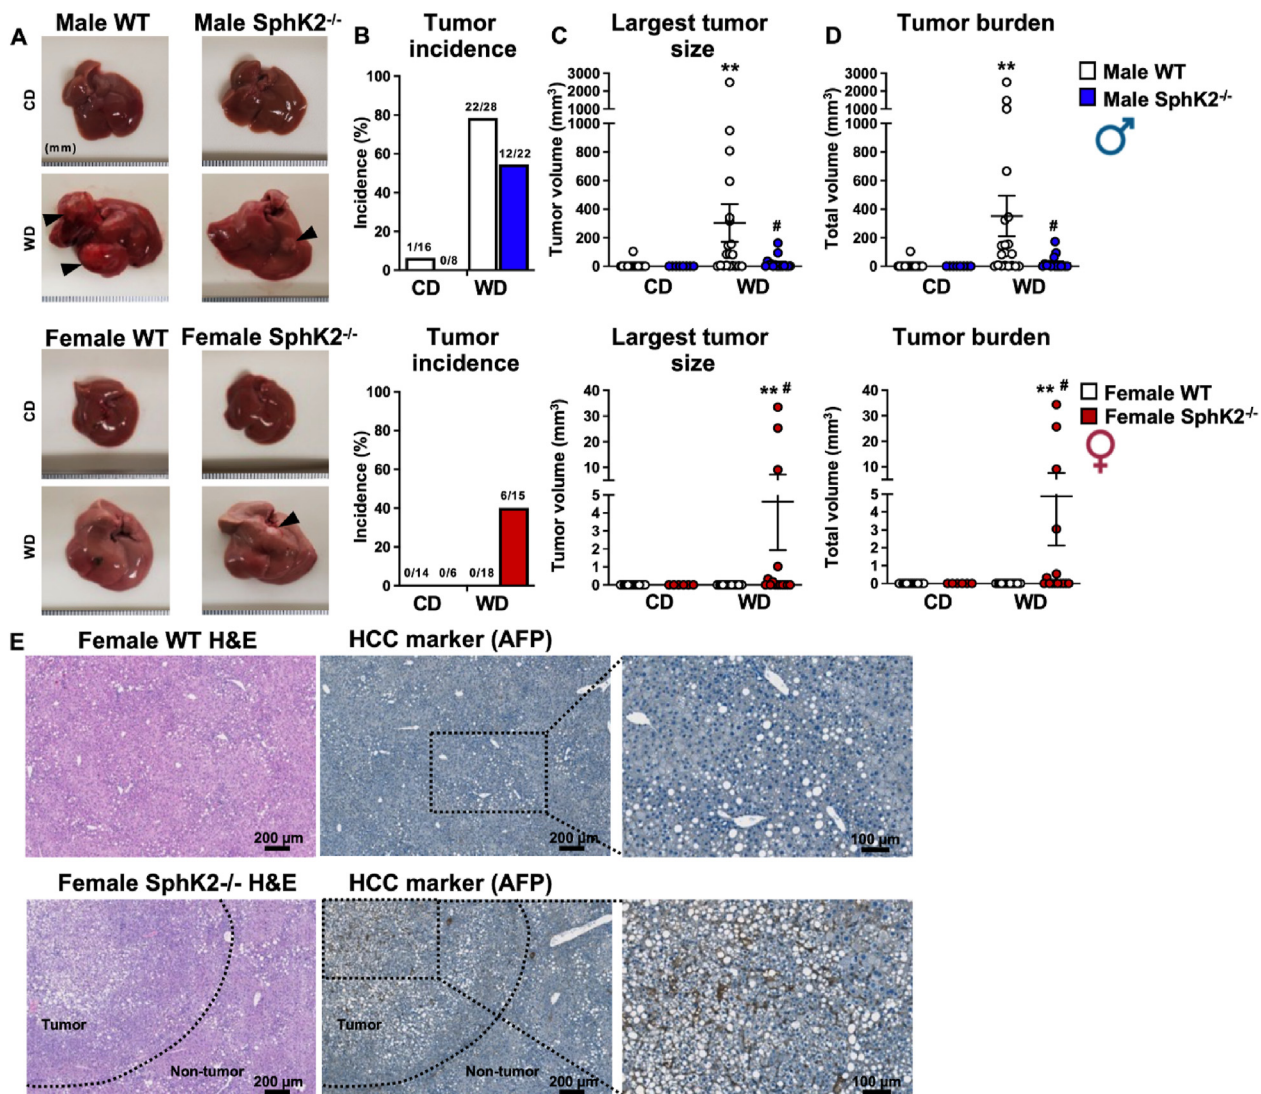 A
Male WT
Male SphK2-/-
CD
(mm)
WD
Female WT
Female SphK2-/-
CD
WD
B
Tumor
incidence
Incidence (%)
100
80
60
40
20
0
1/16
0/8
22/28
12/22
CD
WD
Tumor
incidence
Incidence (%)
100
80
60
40
20
0
0/14
0/6
0/18
6/15
CD
WD
C
Largest tumor
size
Tumor volume (mm3)
3000
2000
1000
1000
800
600
400
200
0
**
#
CD
WD
Largest tumor
size
Tumor volume (mm3)
40
30
20
10
5
4
3
2
1
0
** #
CD
WD
D
Tumor burden
Total volume (mm3)
3000
2000
1000
1000
800
600
400
200
0
**
#
CD
WD
Male WT
Male SphK2-/-
Tumor burden
Total volume (mm3)
40
30
20
10
5
4
3
2
1
0
** #
CD
WD
Female WT
Female SphK2-/-
E
Female WT H&E
HCC marker (AFP)
200 µm
200 µm
100 µm
Female SphK2-/- H&E
HCC marker (AFP)
Tumor
Non-tumor
200 µm
Tumor
Non-tumor
200 µm
100 µm